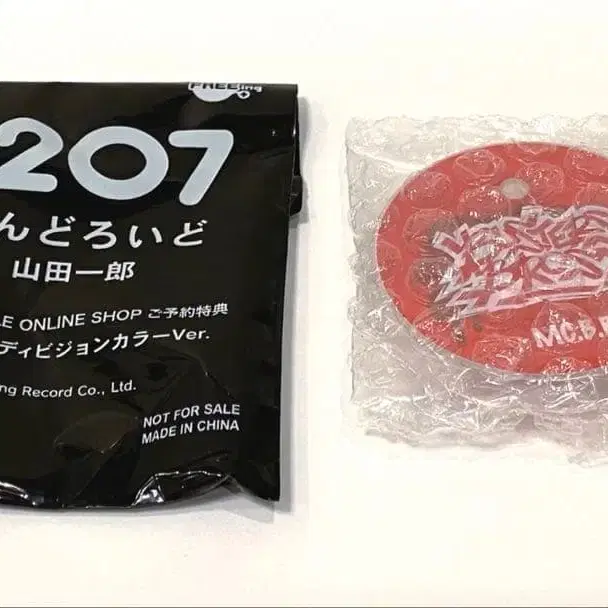 FREEing
207
んどろいど
山田一郎
LE ONLINE SHOP ご予約特典
ディビジョンカラーVer.
ng Record Co., Ltd.
NOT FOR SALE
MADE IN CHINA
MC.B.